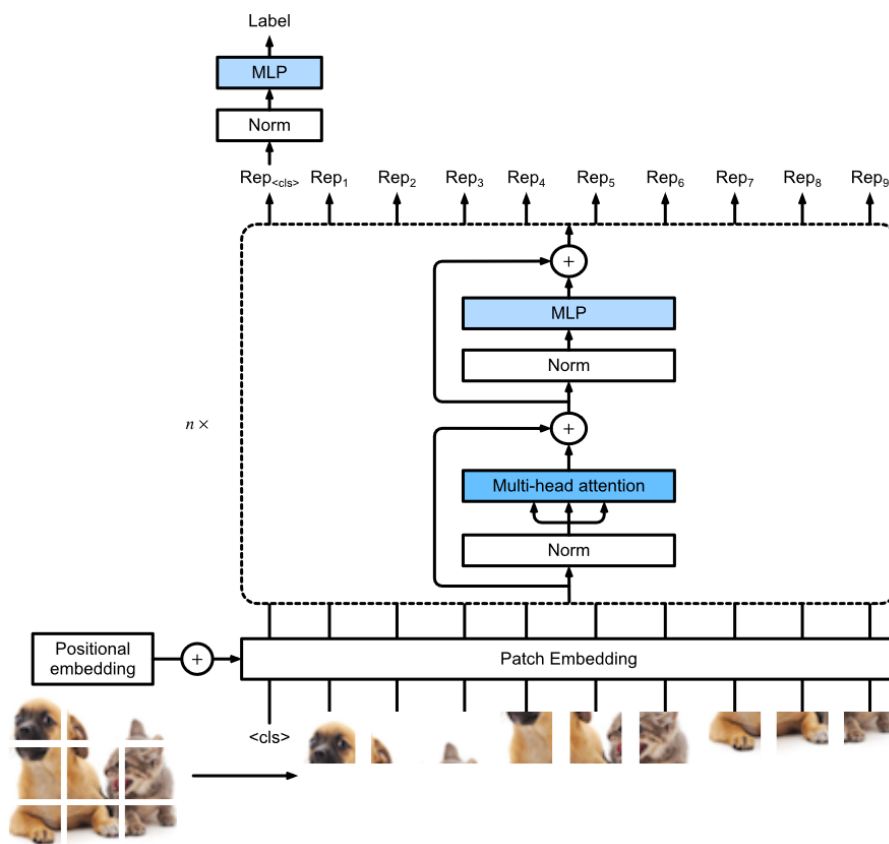 Label
MLP
Norm
Rep<cls> Rep1 Rep2 Rep3 Rep4 Rep5 Rep6 Rep7 Rep8 Rep9
+
MLP
Norm
n ×
+
Multi-head attention
Norm
Positional
embedding
+
Patch Embedding
<cls>